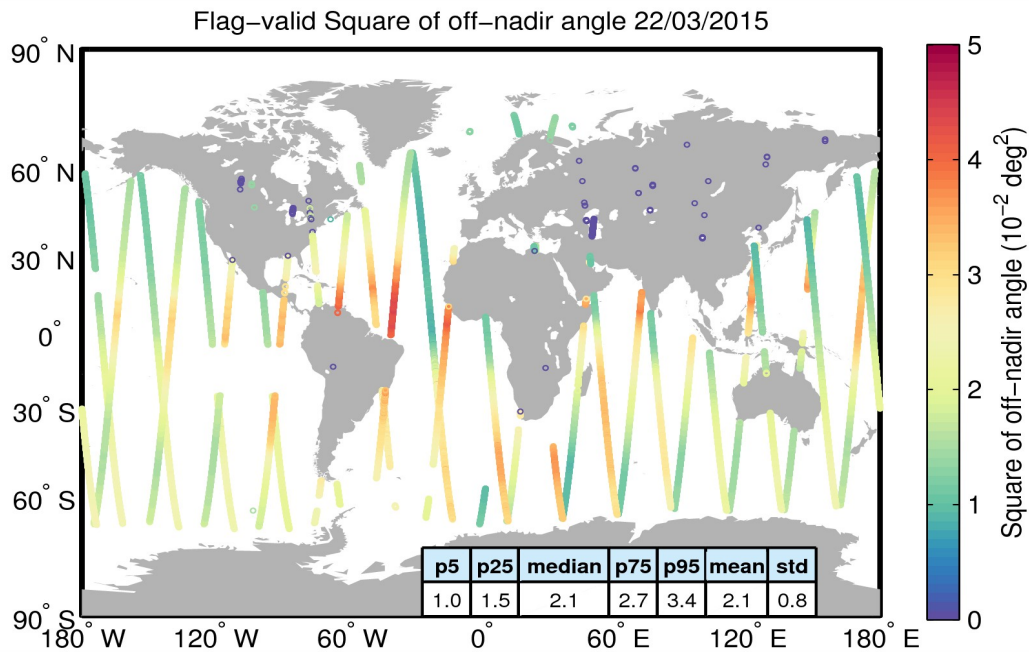 Flag-valid Square of off-nadir angle 22/03/2015
90° N
60° N
30° N
0°
30° S
60° S
90° S
180° W
120° W
60° W
0°
60° E
120° E
180° E
p5 p25 median p75 p95 mean std
1.0 1.5 2.1 2.7 3.4 2.1 0.8
5
4
3
2
1
0
Square of off-nadir angle (10⁻² deg²)